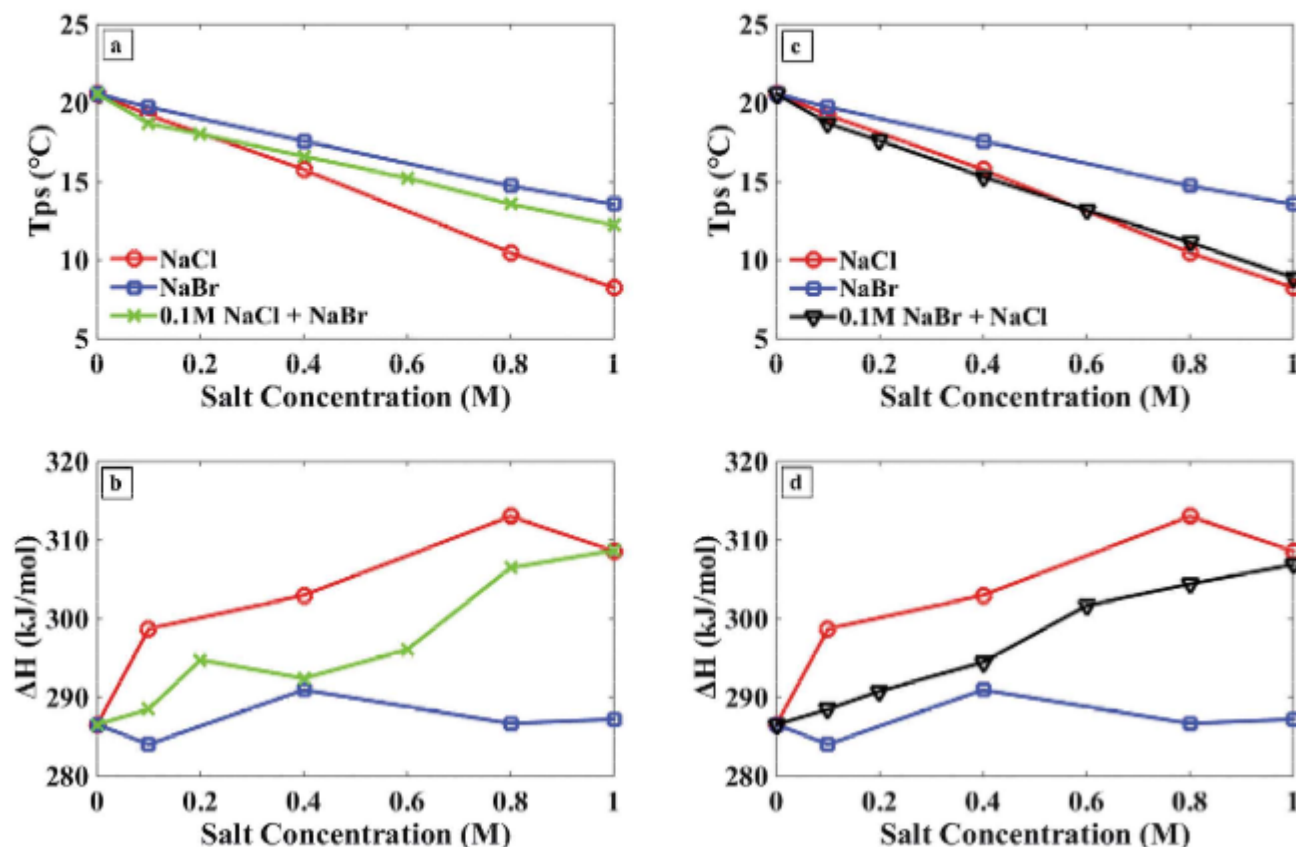 a
25
20
15
10
5
Tps (°C)
NaCl
NaBr
0.1M NaCl + NaBr
0 0.2 0.4 0.6 0.8 1
Salt Concentration (M)
c
25
20
15
10
5
Tps (°C)
NaCl
NaBr
0.1M NaBr + NaCl
0 0.2 0.4 0.6 0.8 1
Salt Concentration (M)
b
320
310
300
290
280
ΔH (kJ/mol)
0 0.2 0.4 0.6 0.8 1
Salt Concentration (M)
d
320
310
300
290
280
ΔH (kJ/mol)
0 0.2 0.4 0.6 0.8 1
Salt Concentration (M)